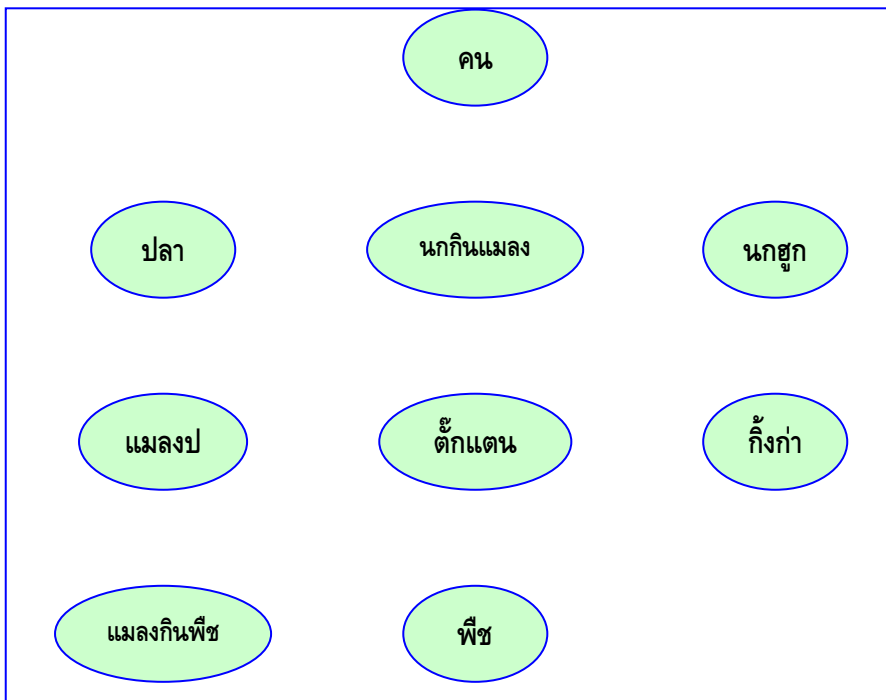 คน
ปลา
นกกินแมลง
นกฮูก
แมลงป
ตั๊กแตน
กิ้งก่า
แมลงกินพืช
พืช